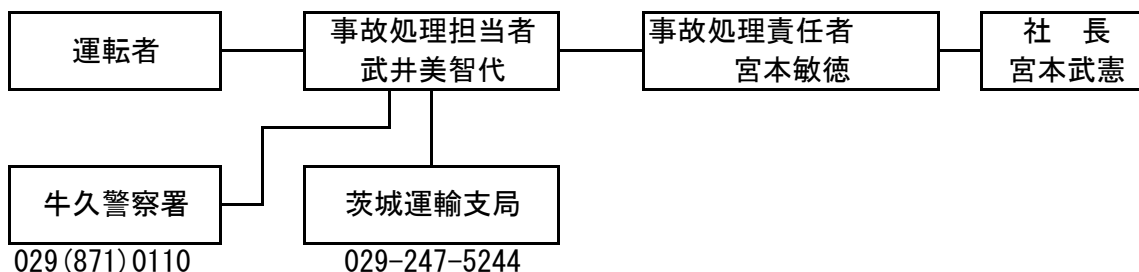 運転者
事故処理担当者
武井美智代
事故処理責任者
宮本敏徳
社　長
宮本武憲
牛久警察署
029(871)0110
茨城運輸支局
029-247-5244